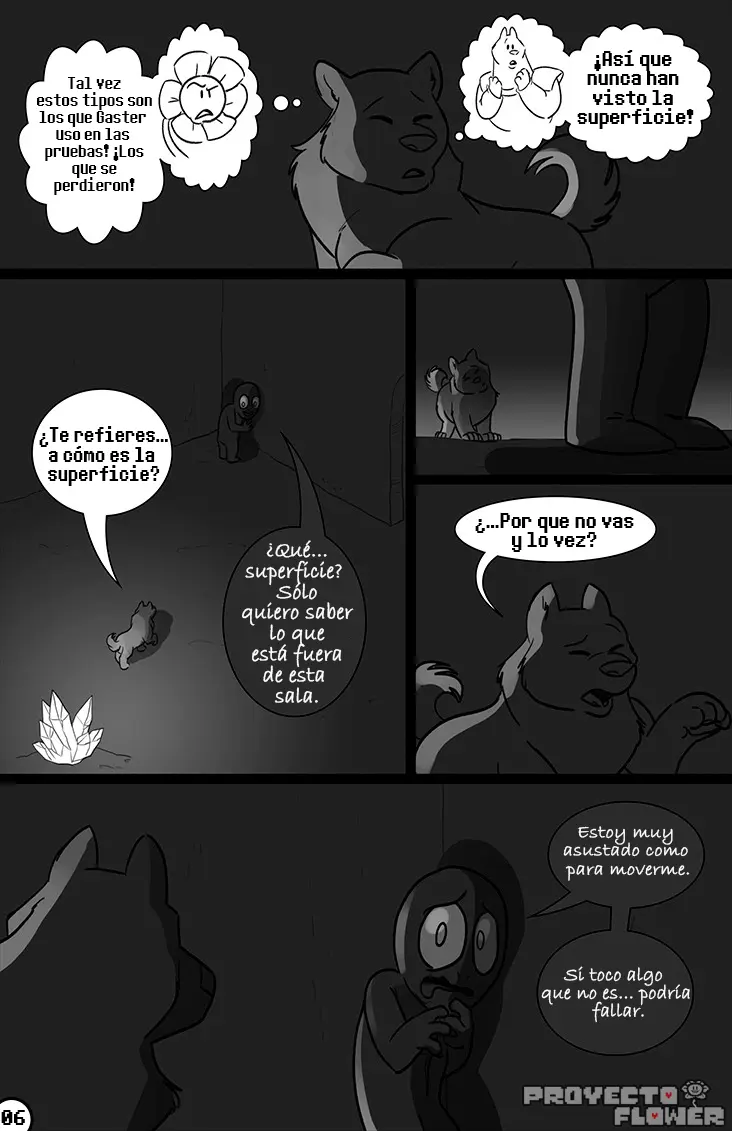 Tal vez
estos tipos son
los que Gaster
uso en las
pruebas! ¡Los
que se
perdieron!
¡Así que
nunca han
visto la
superficie!
¿Te refieres...
a cómo es la
superficie?
¿Qué...
superficie?
Sólo
quiero saber
lo que
está fuera
de esta
sala.
¿...Por que no vas
y lo vez?
Estoy muy
asustado como
para moverme.
Sí toco algo
que no es... podría
fallar.
06
PROYECTO
FLOWER